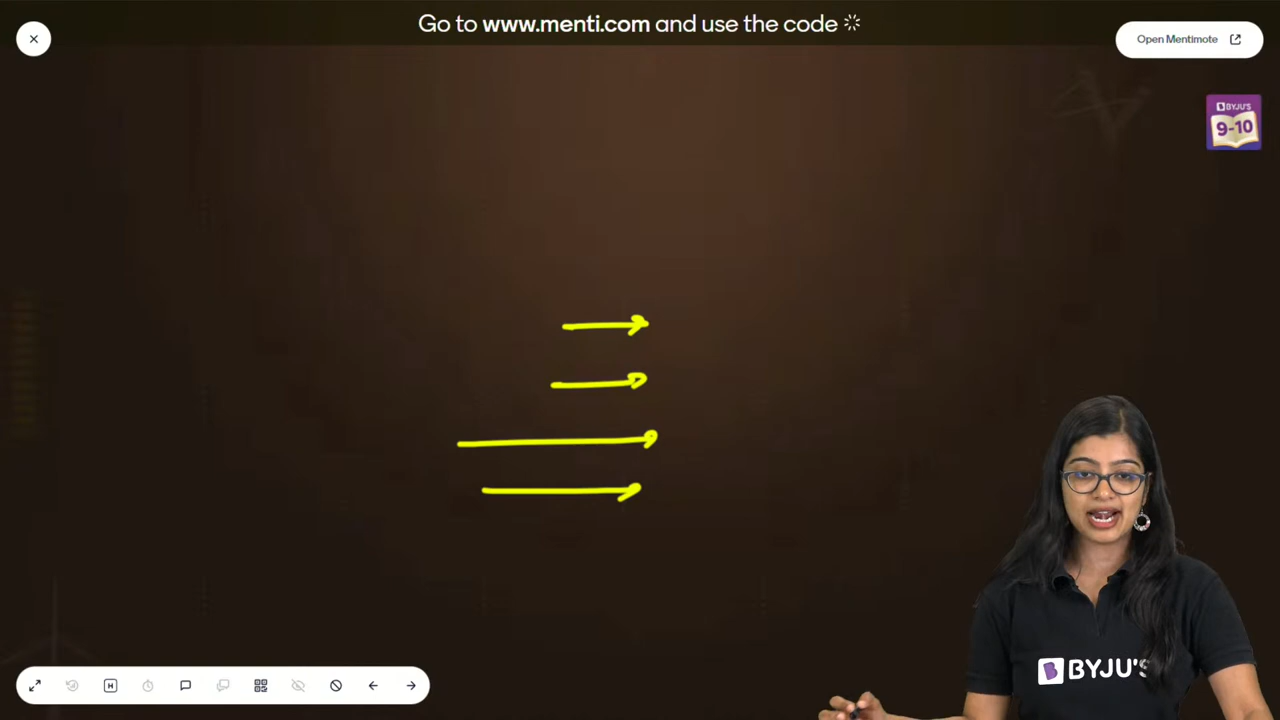 Go to www.menti.com and use the code
Open Mentimote
BYJU'S
9-10
H
BYJU'S